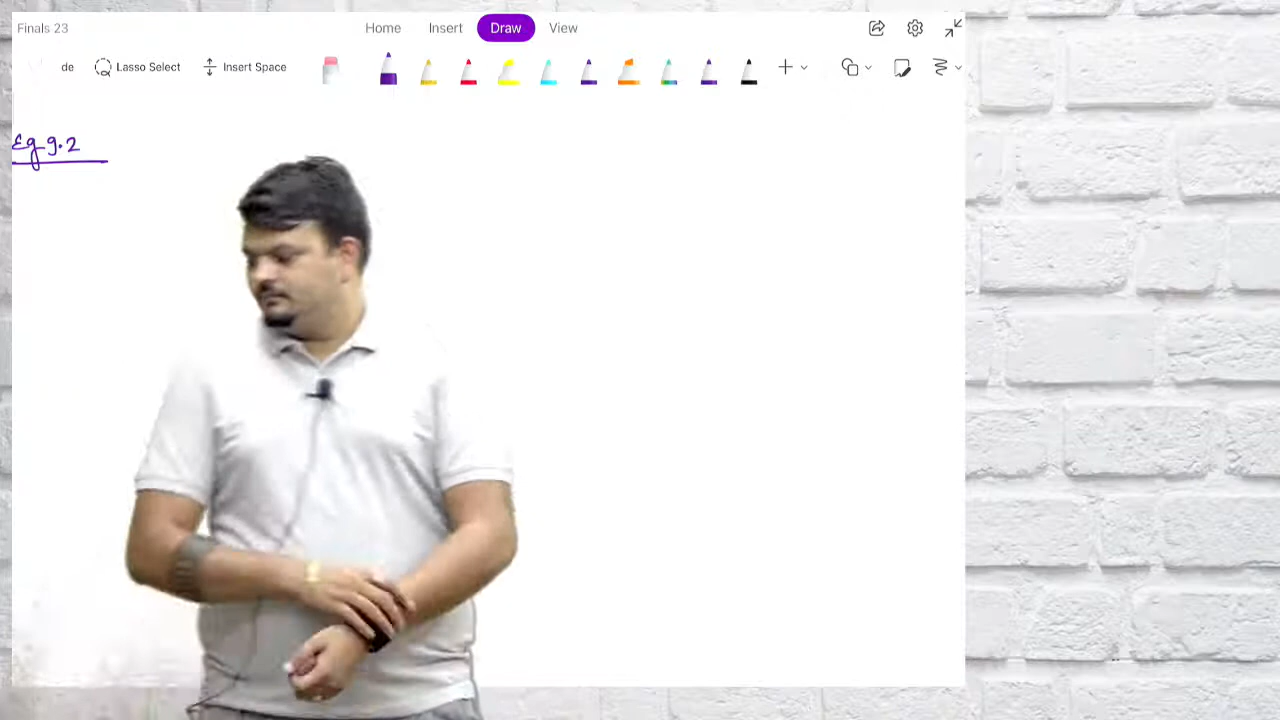 Finals 23
Home Insert Draw View
de Lasso Select Insert Space
Eg 9.2